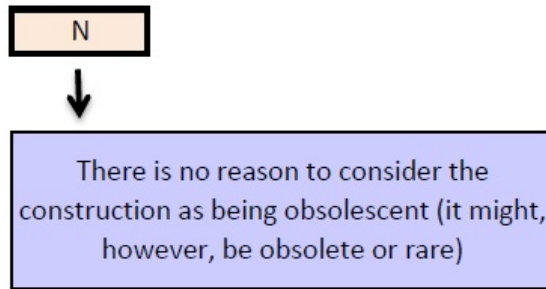 N
There is no reason to consider the
construction as being obsolescent (it might,
however, be obsolete or rare)